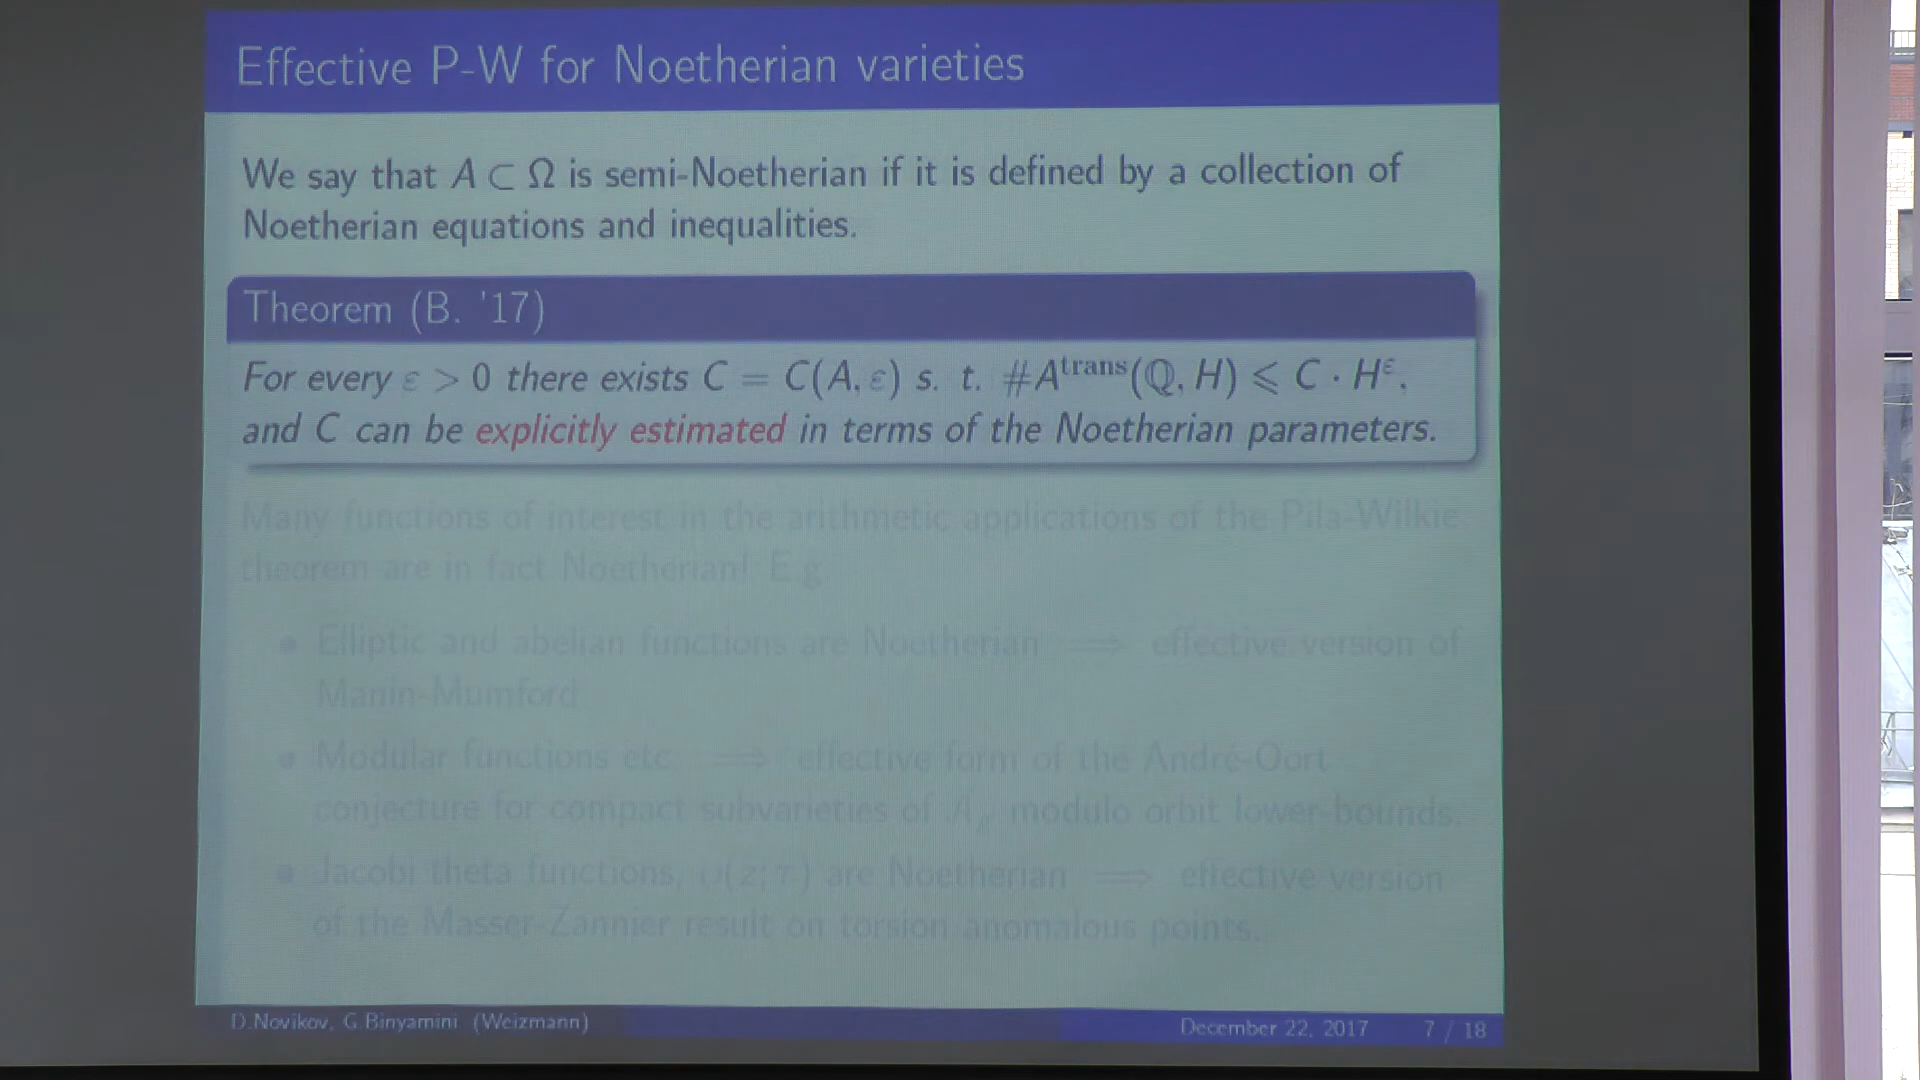 Effective P-W for Noetherian varieties
We say that A ⊂ Ω is semi-Noetherian if it is defined by a collection of
Noetherian equations and inequalities.
Theorem (B. '17)
For every ε > 0 there exists C = C(A, ε) s. t. #A^trans(ℚ, H) ⩽ C · H^ε,
and C can be explicitly estimated in terms of the Noetherian parameters.
Many functions of interest in the arithmetic applications of the Pila-Wilkie
theorem are in fact Noetherian! E.g.
• Elliptic and abelian functions are Noetherian ⟹ effective version of
Manin-Mumford
• Modular functions etc. ⟹ effective form of the André-Oort
conjecture for compact subvarieties of A_g modulo orbit lower-bounds.
• Jacobi theta functions, (z; τ) are Noetherian ⟹ effective version
of the Masser-Zannier result on torsion anomalous points...
D.Novikov, G.Binyamini (Weizmann)
December 22, 2017 7 / 18